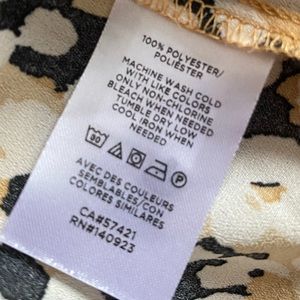 100% POLYESTER/
POLIÉSTER
MACHINE WASH COLD
WITH LIKE COLORS
ONLY NON-CHLORINE
BLEACH WHEN NEEDED
TUMBLE DRY LOW
COOL IRON WHEN
NEEDED
AVEC DES COULEURS
SEMBLABLES/CON
COLORES SIMILARES
CA#57421
RN#140923